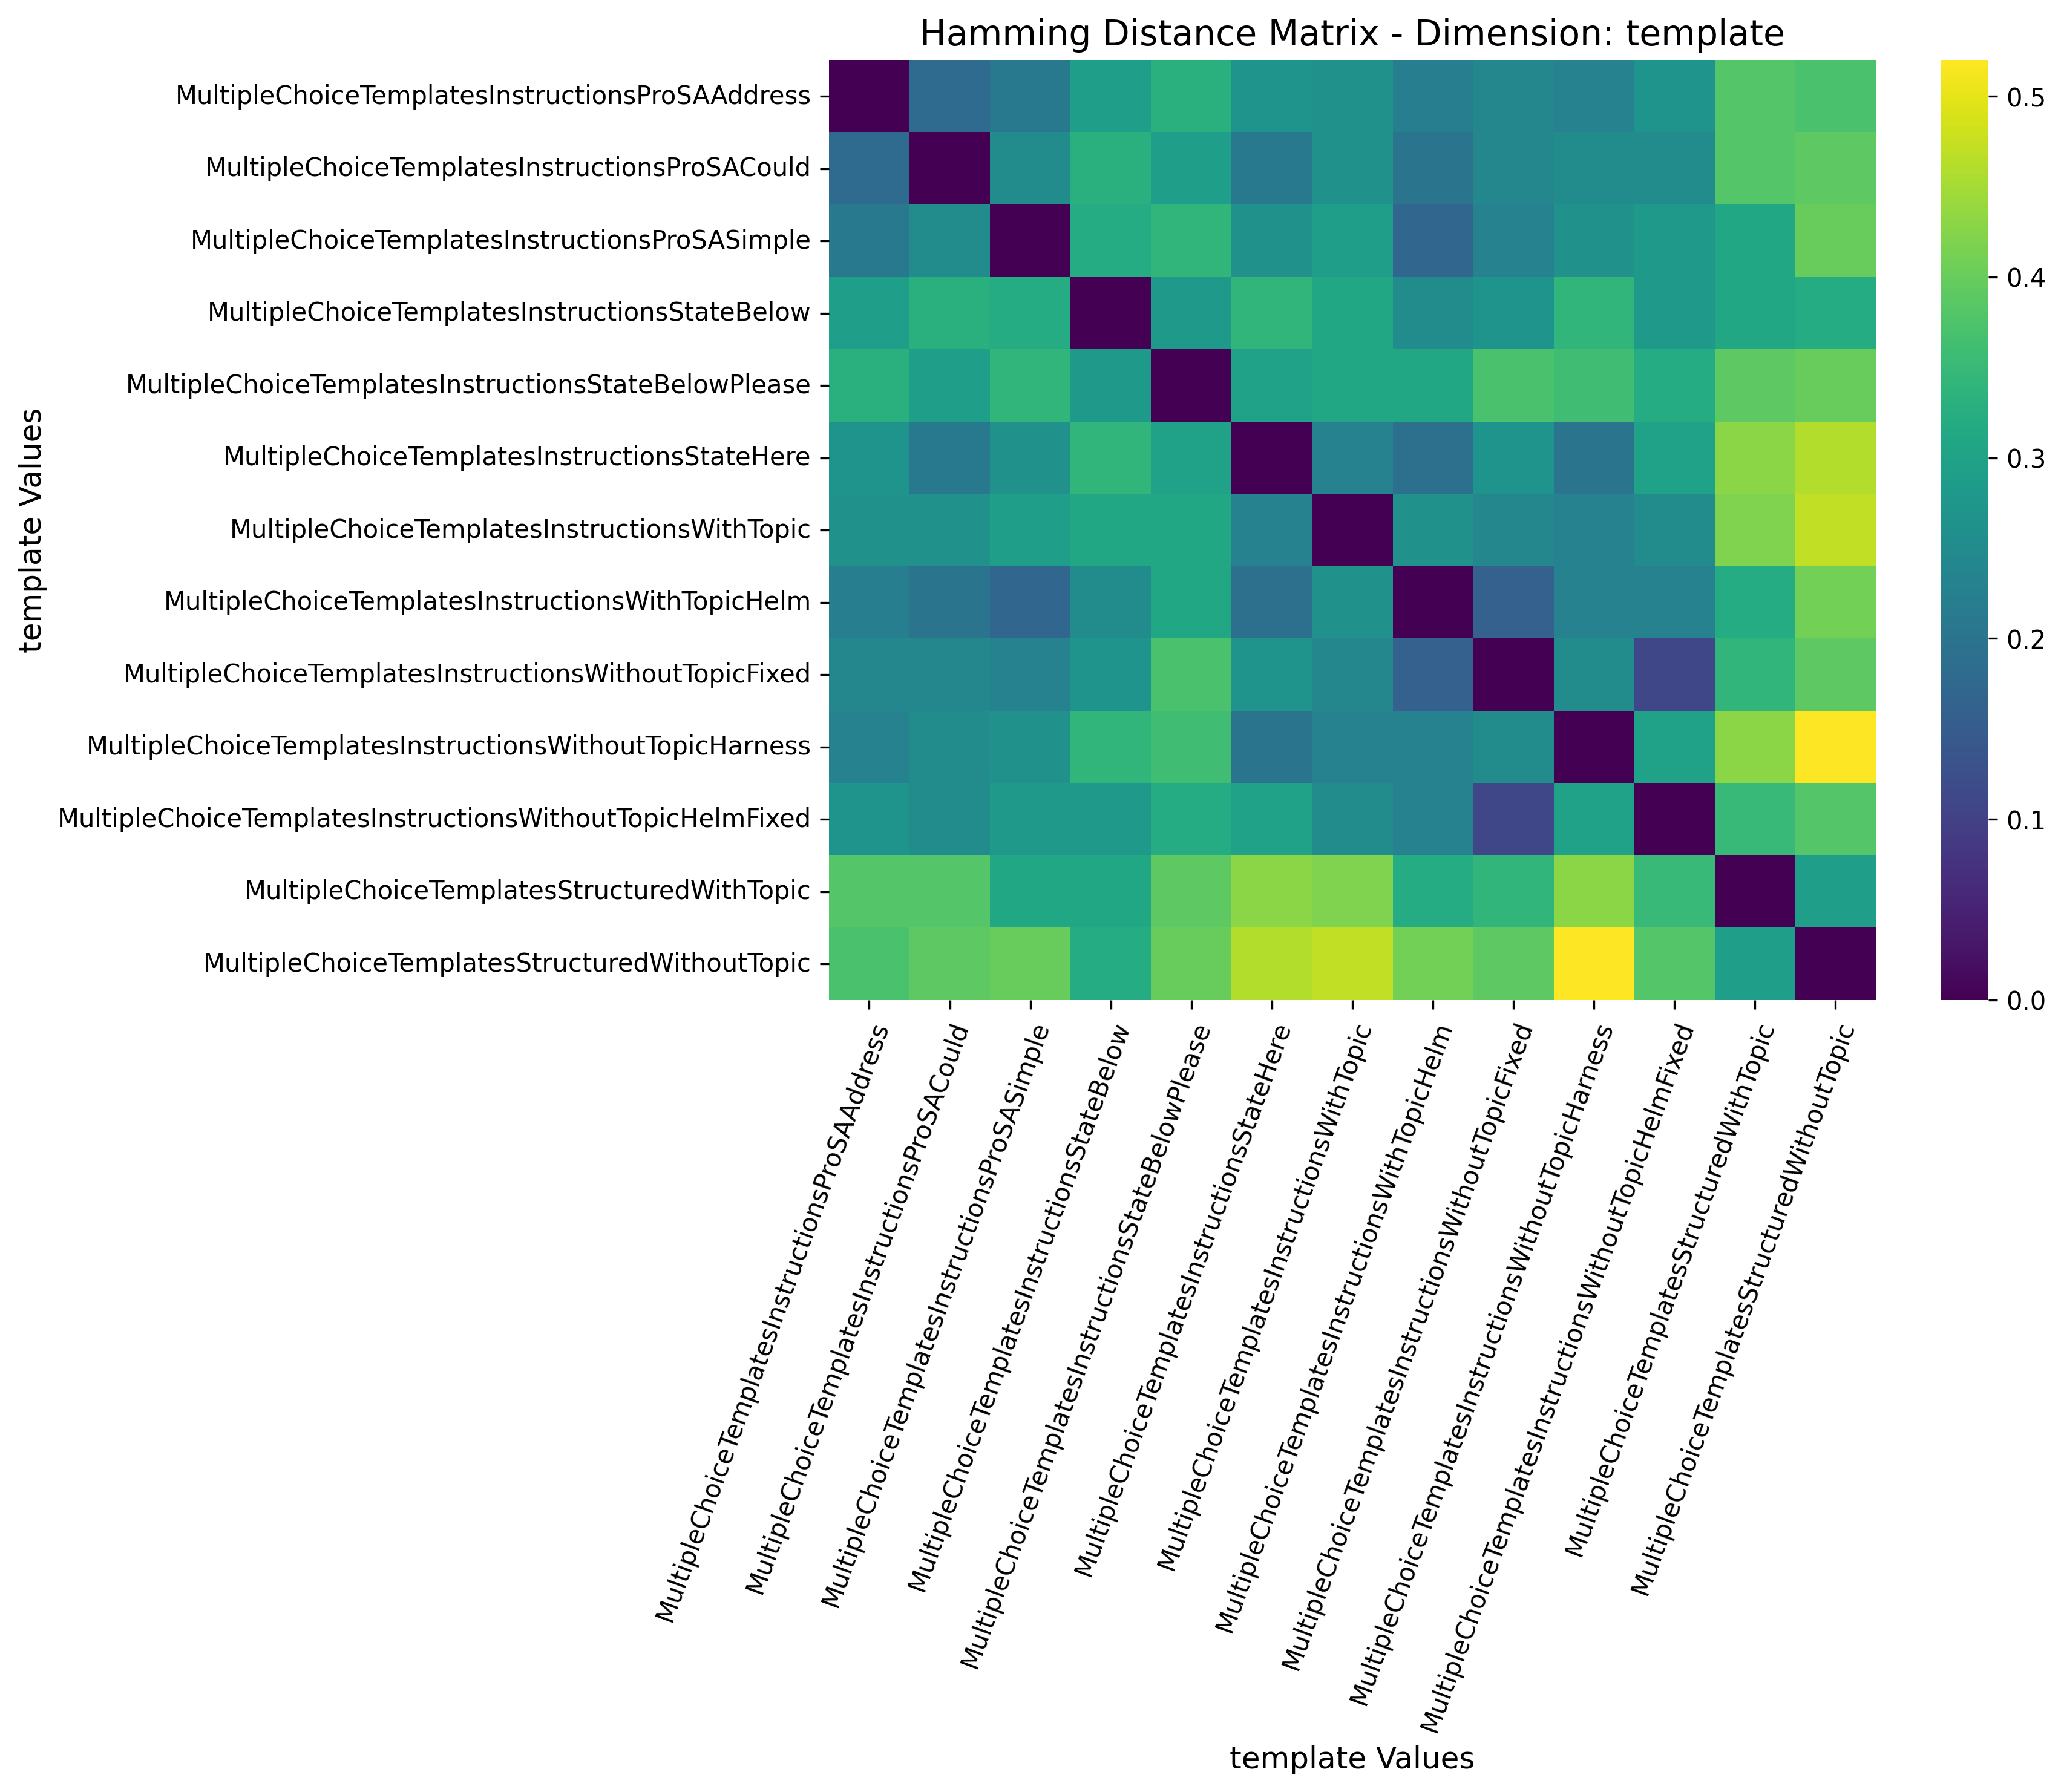 Hamming Distance Matrix - Dimension: template
template Values
MultipleChoiceTemplatesInstructionsProSAAddress
MultipleChoiceTemplatesInstructionsProSACould
MultipleChoiceTemplatesInstructionsProSASimple
MultipleChoiceTemplatesInstructionsStateBelow
MultipleChoiceTemplatesInstructionsStateBelowPlease
MultipleChoiceTemplatesInstructionsStateHere
MultipleChoiceTemplatesInstructionsWithTopic
MultipleChoiceTemplatesInstructionsWithTopicHelm
MultipleChoiceTemplatesInstructionsWithoutTopicFixed
MultipleChoiceTemplatesInstructionsWithoutTopicHarness
MultipleChoiceTemplatesInstructionsWithoutTopicHelmFixed
MultipleChoiceTemplatesStructuredWithTopic
MultipleChoiceTemplatesStructuredWithoutTopic
0.5
0.4
0.3
0.2
0.1
0.0
MultipleChoiceTemplatesInstructionsProSAAddress
MultipleChoiceTemplatesInstructionsProSACould
MultipleChoiceTemplatesInstructionsProSASimple
MultipleChoiceTemplatesInstructionsStateBelow
MultipleChoiceTemplatesInstructionsStateBelowPlease
MultipleChoiceTemplatesInstructionsStateHere
MultipleChoiceTemplatesInstructionsWithTopic
MultipleChoiceTemplatesInstructionsWithTopicHelm
MultipleChoiceTemplatesInstructionsWithoutTopicFixed
MultipleChoiceTemplatesInstructionsWithoutTopicHarness
MultipleChoiceTemplatesInstructionsWithoutTopicHelmFixed
MultipleChoiceTemplatesStructuredWithTopic
MultipleChoiceTemplatesStructuredWithoutTopic
template Values